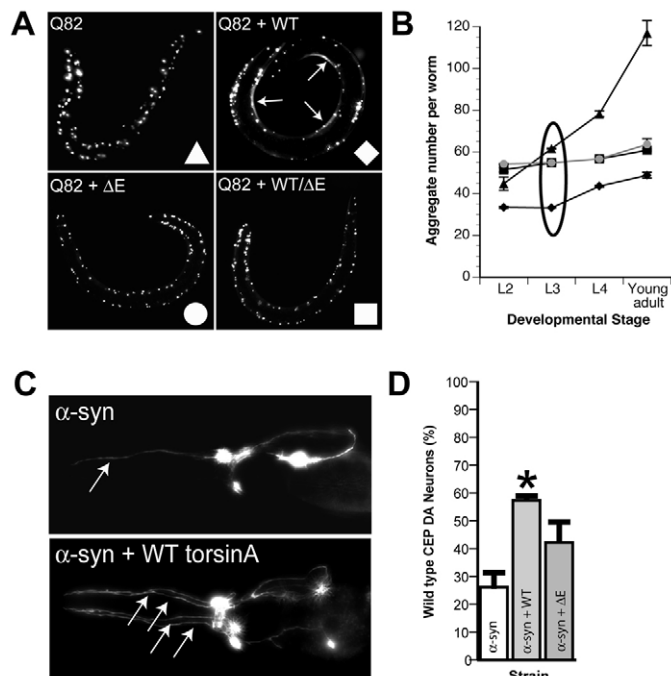 A
Q82
Q82 + WT
Q82 + ΔE
Q82 + WT/ΔE
B
Aggregate number per worm
120
100
80
60
40
20
0
L2
L3
L4
Young
adult
Developmental Stage
C
α-syn
α-syn + WT torsinA
D
Wild type CEP DA Neurons (%)
100
90
80
70
60
50
40
30
20
10
0
*
α-syn
α-syn + WT
α-syn + ΔE
Strain